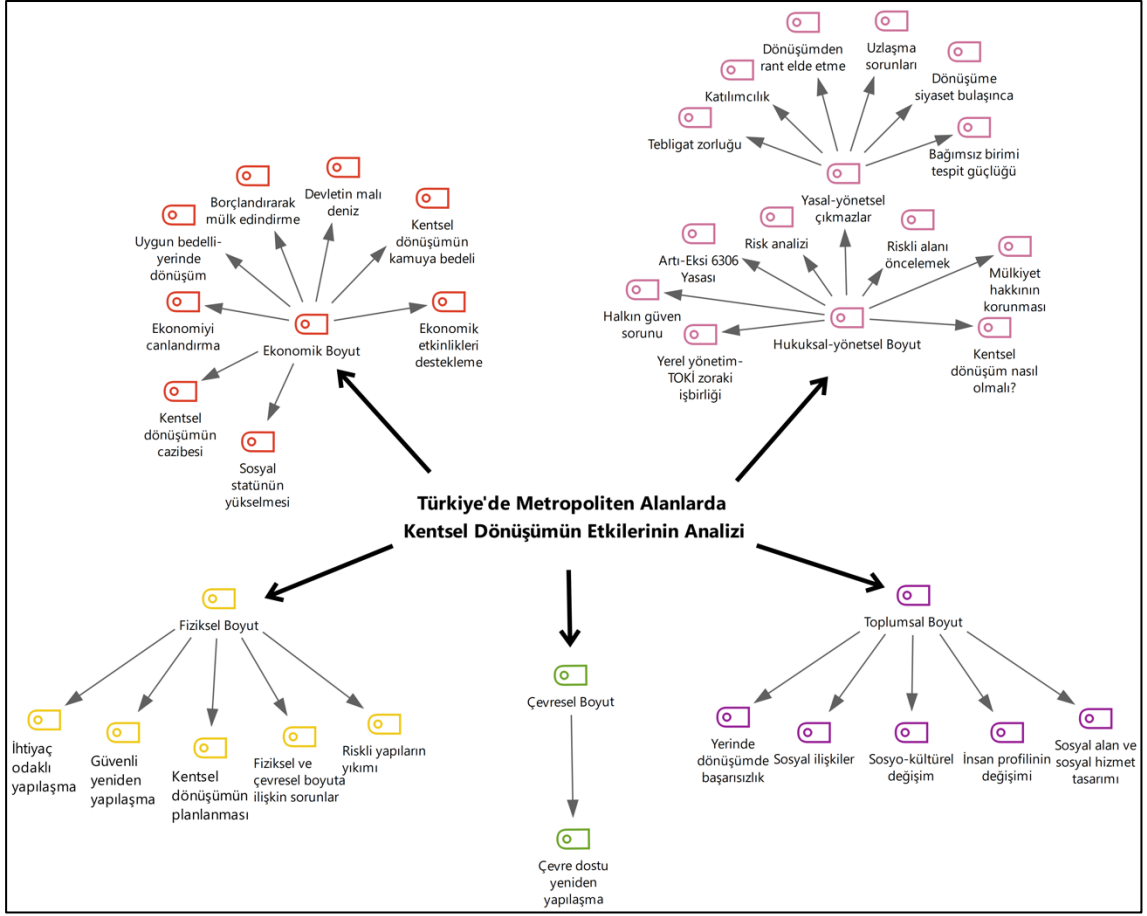 Dönüşümden
rant elde etme
Uzlaşma
sorunları
Dönüşüme
siyaset bulaşınca
Katılımcılık
Tebligat zorluğu
Bağımsız birimi
tespit güçlüğü
Yasal-yönetsel
çıkmazlar
Artı-Eksi 6306
Yasası
Risk analizi
Riskli alanı
öncelemek
Mülkiyet
hakkının
korunması
Halkın güven
sorunu
Yerel yönetim-
TOKİ zoraki
işbirliği
Hukuksal-yönetsel Boyut
Kentsel
dönüşüm nasıl
olmalı?
Borçlandırarak
mülk edindirme
Devletin malı
deniz
Kentsel
dönüşümün
kamuya bedeli
Uygun bedelli-
yerinde
dönüşüm
Ekonomiyi
canlandırma
Ekonomik Boyut
Ekonomik
etkinlikleri
destekleme
Kentsel
dönüşümün
cazibesi
Sosyal
statünün
yükselmesi
Türkiye'de Metropoliten Alanlarda
Kentsel Dönüşümün Etkilerinin Analizi
Fiziksel Boyut
İhtiyaç
odaklı
yapılaşma
Güvenli
yeniden
yapılaşma
Kentsel
dönüşümün
planlanması
Fiziksel ve
çevresel boyuta
ilişkin sorunlar
Riskli yapıların
yıkımı
Çevresel Boyut
Çevre dostu
yeniden
yapılaşma
Toplumsal Boyut
Yerinde
dönüşümde
başarısızlık
Sosyal ilişkiler
Sosyo-kültürel
değişim
İnsan profilinin
değişimi
Sosyal alan ve
sosyal hizmet
tasarımı